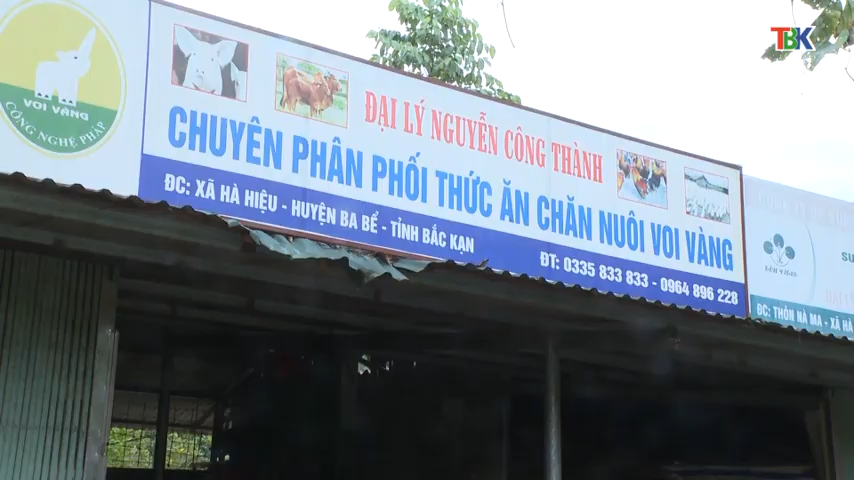 TBK
VOI VÀNG
CÔNG NGHỆ PHÁP
ĐẠI LÝ NGUYỄN CÔNG THÀNH
CHUYÊN PHÂN PHỐI THỨC ĂN CHĂN NUÔI VOI VÀNG
ĐC: XÃ HÀ HIỆU - HUYỆN BA BỂ - TỈNH BẮC KẠN
ĐT: 0335 833 833 - 0964 896 228
ĐC: THÔN NÀ MA - XÃ HÀ